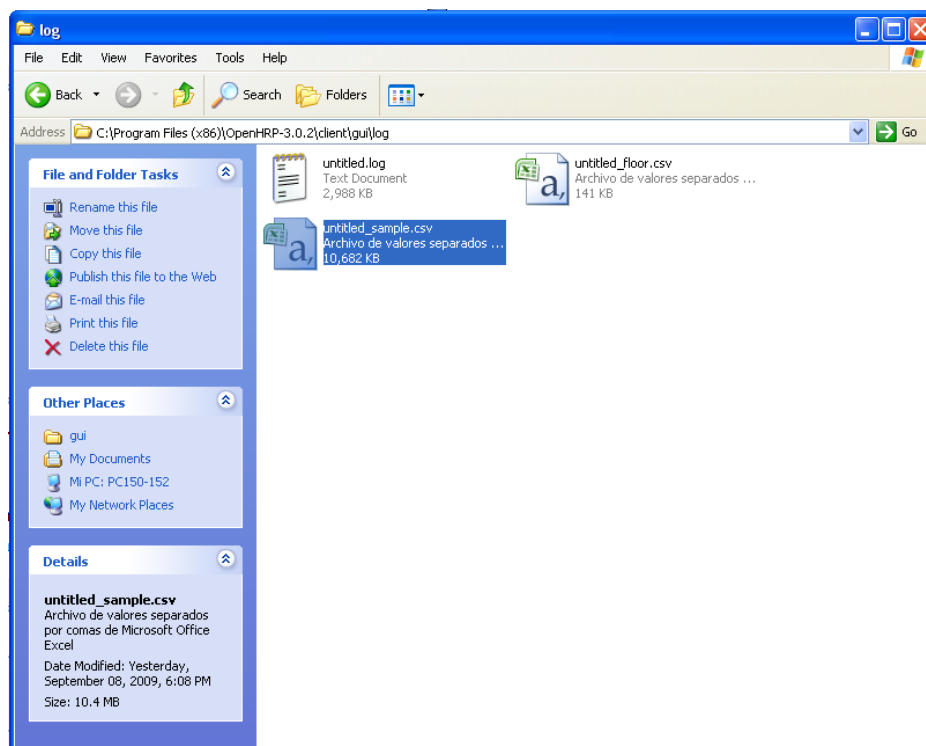 log
File Edit View Favorites Tools Help
Back Search Folders
Address C:\Program Files (x86)\OpenHRP-3.0.2\client\gui\log Go
File and Folder Tasks
Rename this file
Move this file
Copy this file
Publish this file to the Web
E-mail this file
Print this file
Delete this file
Other Places
gui
My Documents
Mi PC: PC150-152
My Network Places
Details
untitled_sample.csv
Archivo de valores separados
por comas de Microsoft Office
Excel
Date Modified: Yesterday,
September 08, 2009, 6:08 PM
Size: 10.4 MB
untitled.log
Text Document
2,988 KB
untitled_floor.csv
Archivo de valores separados ...
141 KB
untitled_sample.csv
Archivo de valores separados ...
10,682 KB